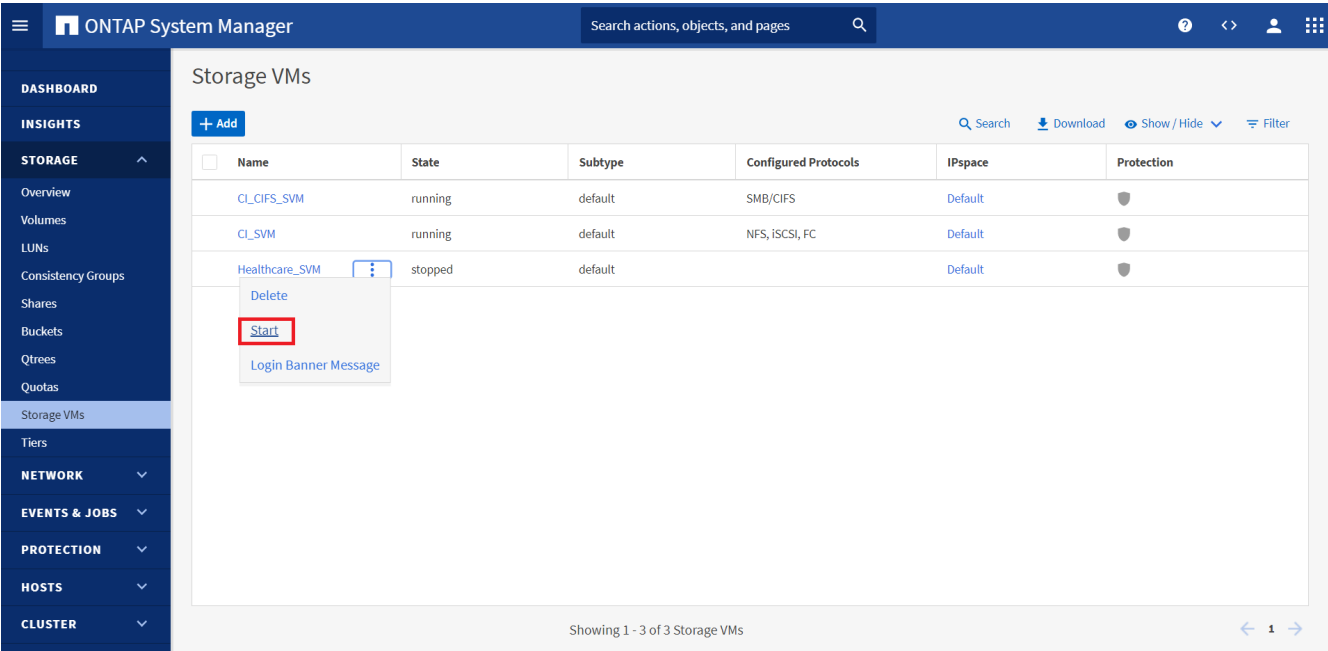 ONTAP System Manager
Search actions, objects, and pages
DASHBOARD
INSIGHTS
STORAGE
Overview
Volumes
LUNs
Consistency Groups
Shares
Buckets
Qtrees
Quotas
Storage VMs
Tiers
NETWORK
EVENTS & JOBS
PROTECTION
HOSTS
CLUSTER
Storage VMs
+ Add
Search Download Show / Hide Filter
Name State Subtype Configured Protocols IPspace Protection
CI_CIFS_SVM running default SMB/CIFS Default
CI_SVM running default NFS, iSCSI, FC Default
Healthcare_SVM stopped default Default
Delete
Start
Login Banner Message
Showing 1 - 3 of 3 Storage VMs
1